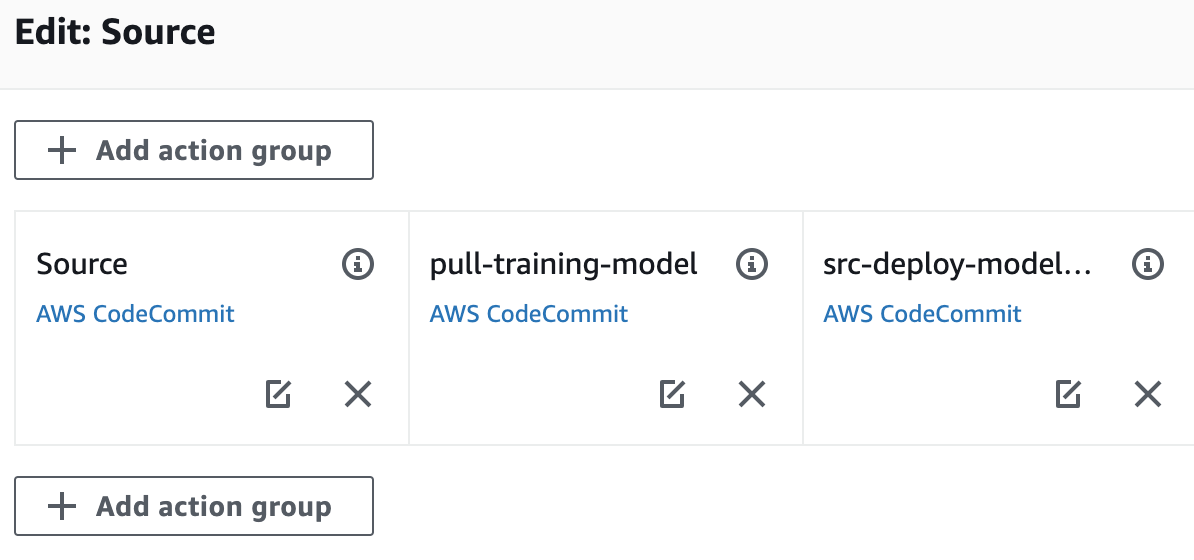 Edit: Source
Add action group
Source
AWS CodeCommit
pull-training-model
AWS CodeCommit
src-deploy-model...
AWS CodeCommit
Add action group